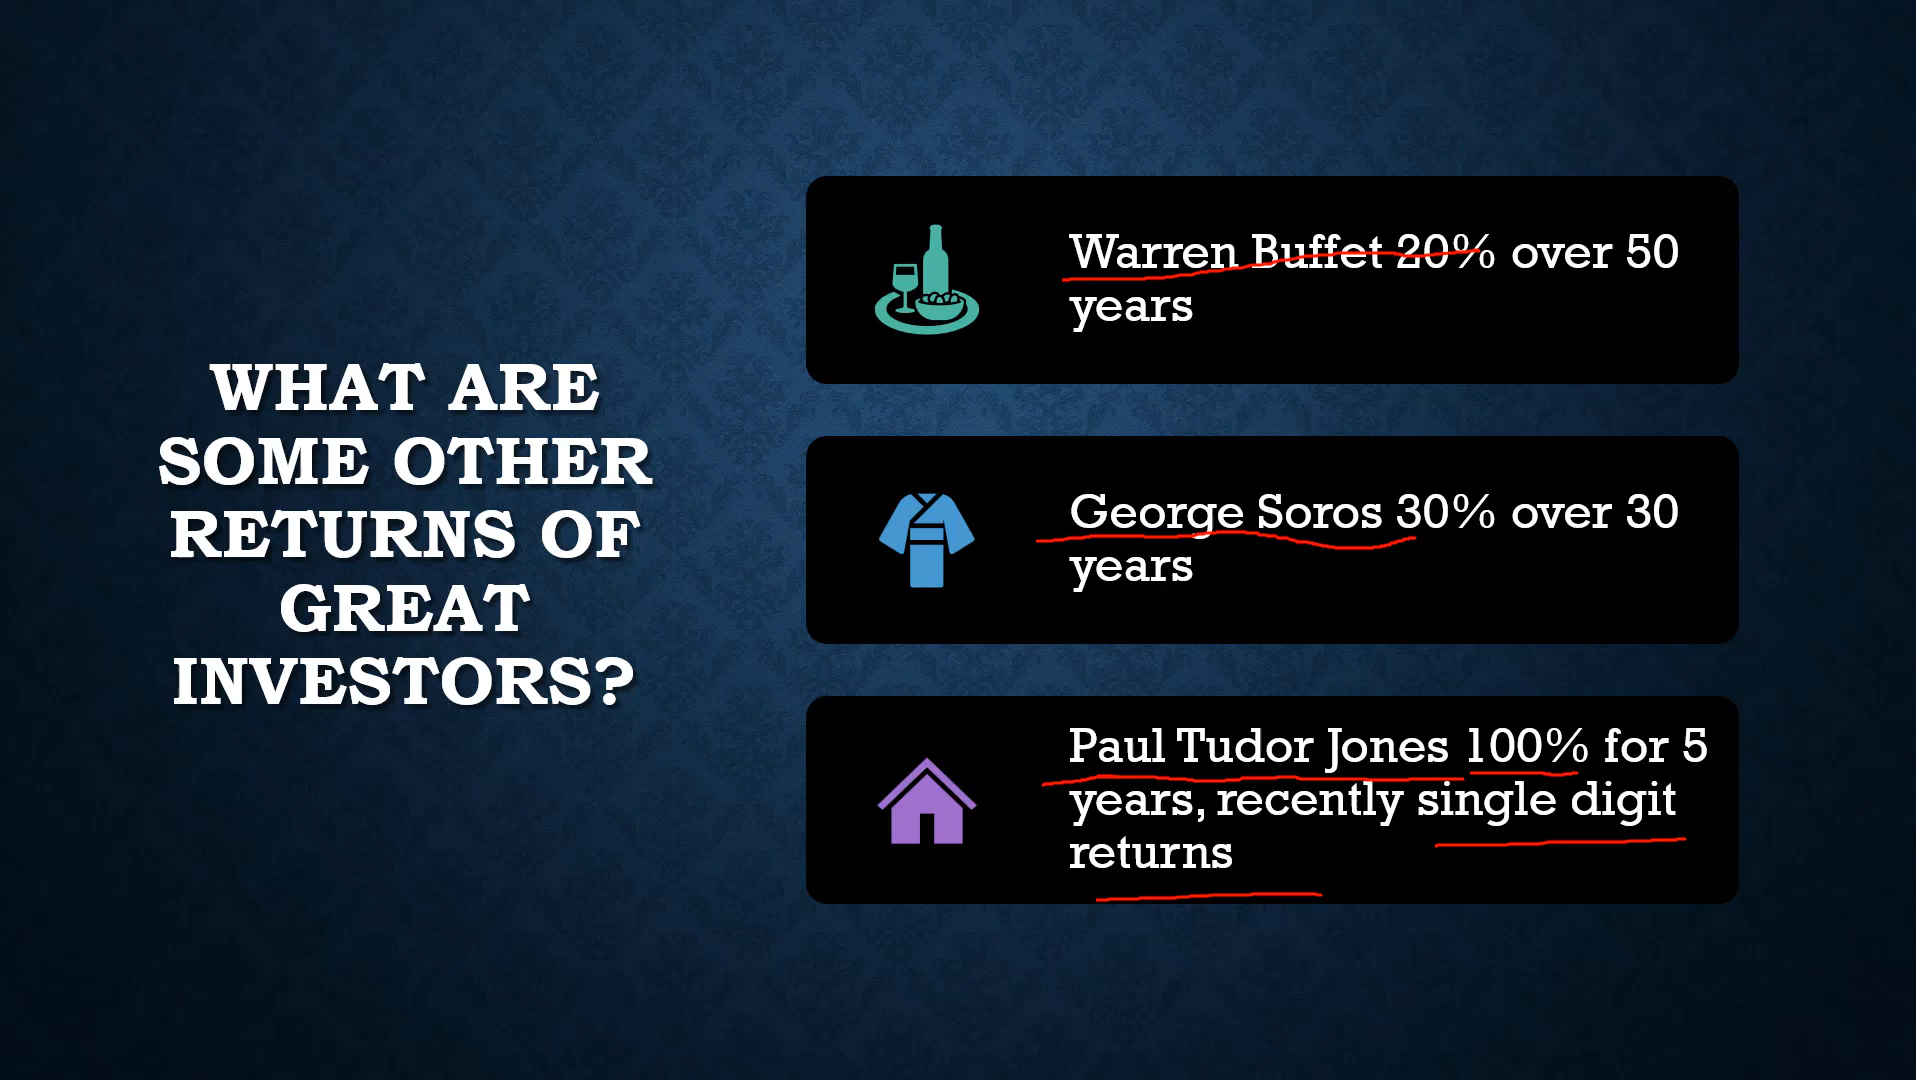 WHAT ARE
SOME OTHER
RETURNS OF
GREAT
INVESTORS?
Warren Buffet 20% over 50
years
George Soros 30% over 30
years
Paul Tudor Jones 100% for 5
years, recently single digit
returns